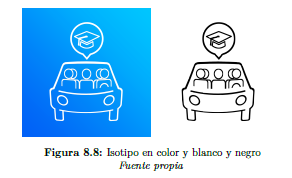 Figura 8.8: Isotipo en color y blanco y negro
Fuente propia